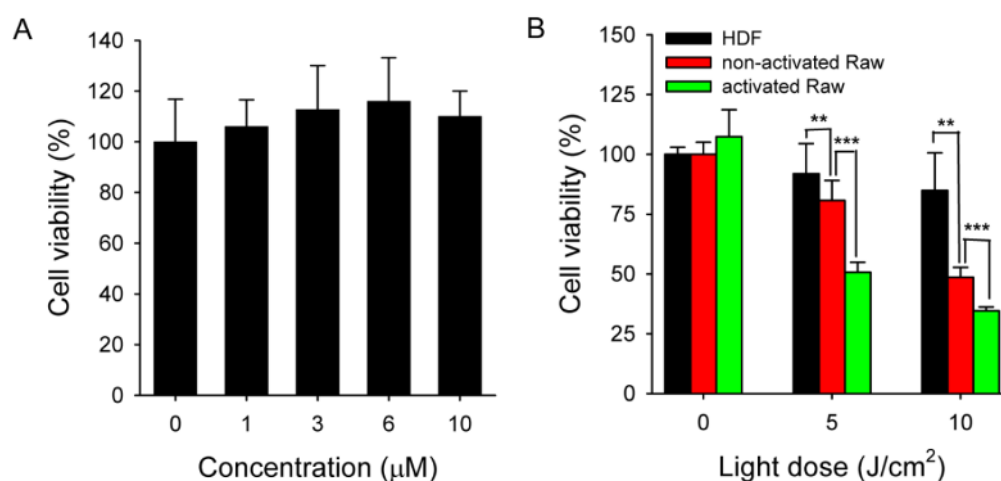 A
Cell viability (%)
140
120
100
80
60
40
20
0
0 1 3 6 10
Concentration (μM)
B
Cell viability (%)
150
125
100
75
50
25
0
HDF
non-activated Raw
activated Raw
** *** ** ***
0 5 10
Light dose (J/cm²)